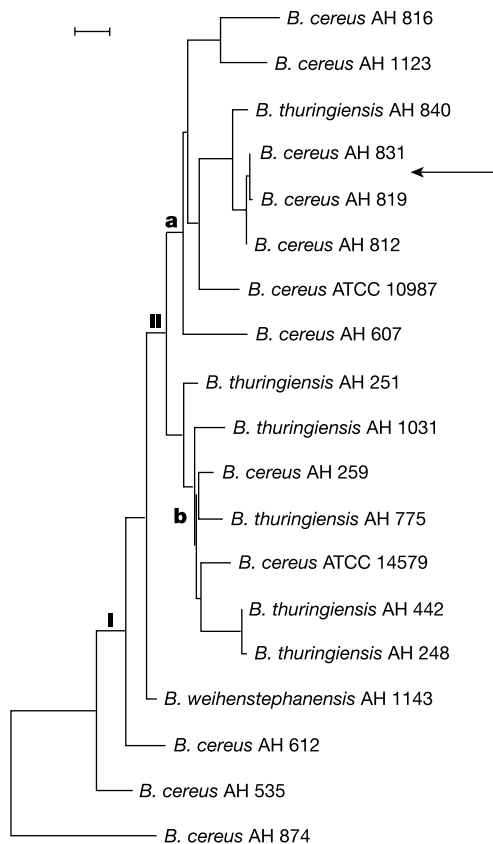 B. cereus AH 816
B. cereus AH 1123
B. thuringiensis AH 840
B. cereus AH 831
B. cereus AH 819
a
B. cereus AH 812
B. cereus ATCC 10987
II
B. cereus AH 607
B. thuringiensis AH 251
B. thuringiensis AH 1031
B. cereus AH 259
b
B. thuringiensis AH 775
B. cereus ATCC 14579
B. thuringiensis AH 442
I
B. thuringiensis AH 248
B. weihenstephanensis AH 1143
B. cereus AH 612
B. cereus AH 535
B. cereus AH 874